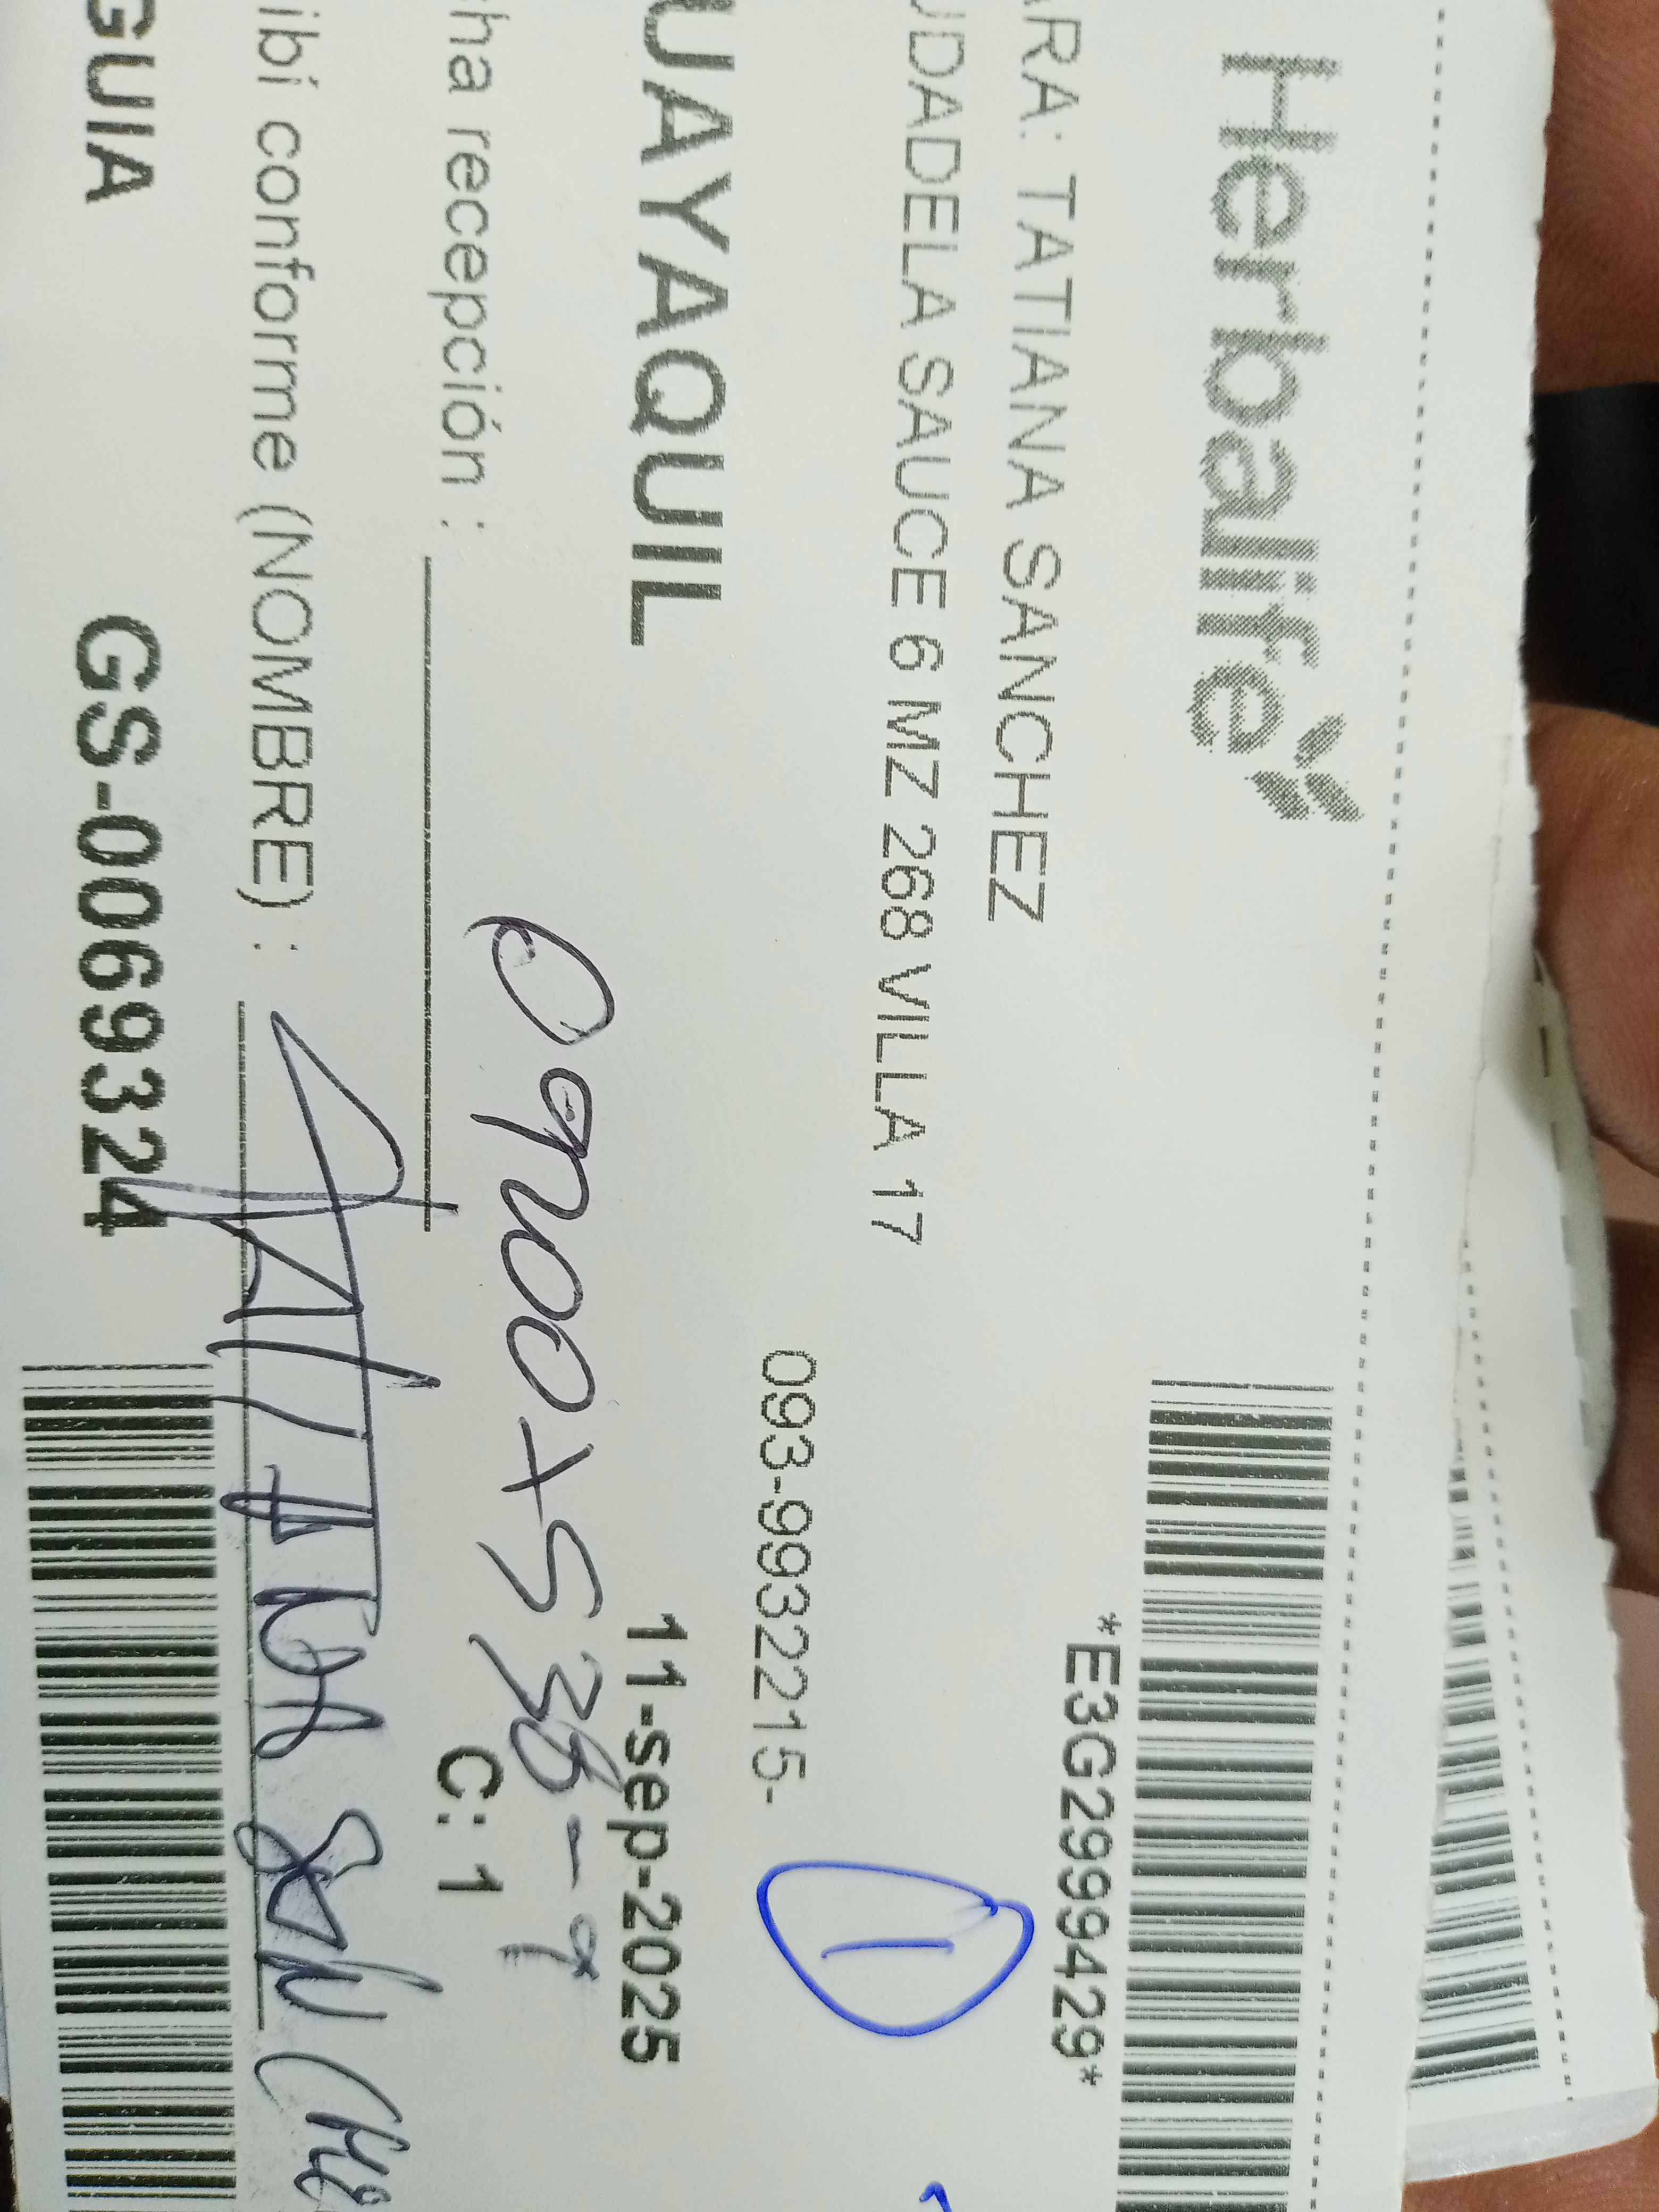 Herbalife
*E3G2999429*
ARA: TATIANA SANCHEZ
UDADELA SAUCE 6 MZ 268 VILLA 17
093-9932215-
1
UAYAQUIL
11-sep-2025
ha recepción :
C: 1
ibí conforme (NOMBRE) :
GUIA GS-0069324